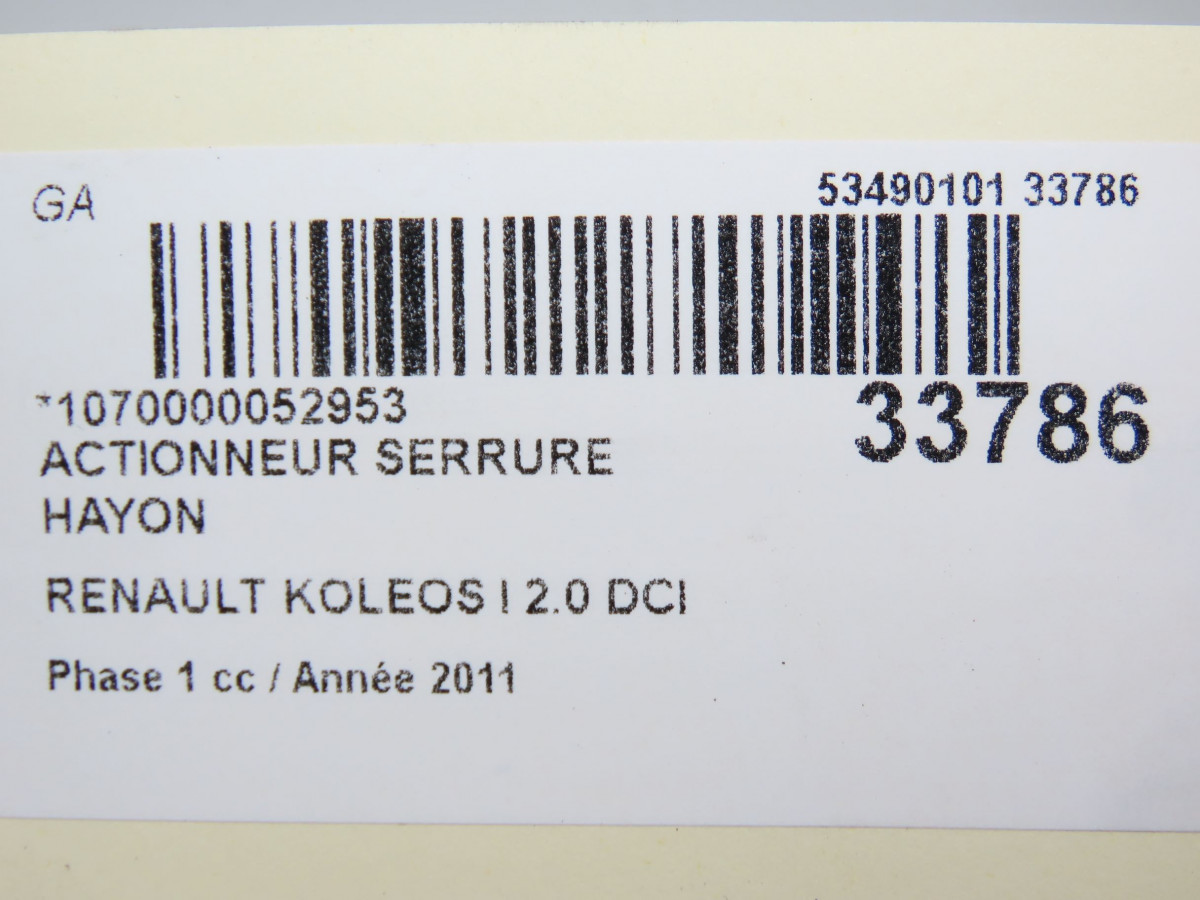 GA
53490101 33786
*1070000052953
33786
ACTIONNEUR SERRURE
HAYON
RENAULT KOLEOS I 2.0 DCI
Phase 1 cc / Année 2011